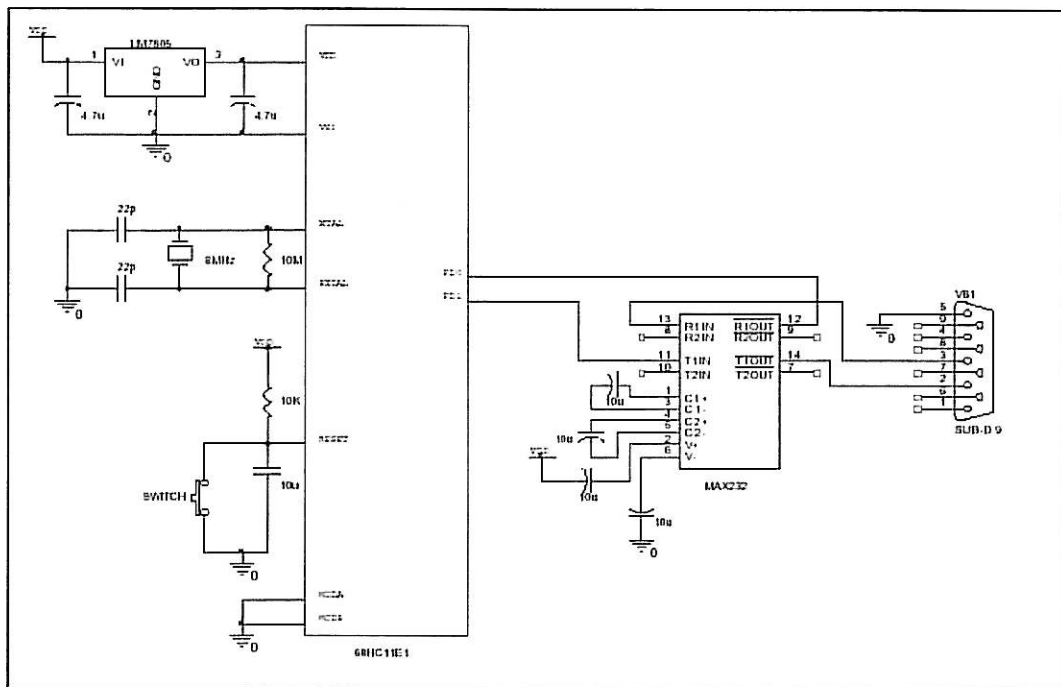 LM7805
1
VI
VO
3
4.7u
4.7u
0
22p
22p
8MHz
10M
0
10K
RESET
10u
SWITCH
0
0
68HC11E1
13
R1IN
R1OUT
12
8
R2IN
R2OUT
9
11
T1IN
T1OUT
14
10
T2IN
T2OUT
7
1
C1+
3
C1-
4
C2+
5
C2-
2
V+
6
V-
10u
10u
10u
10u
0
MAX232
5
9
4
8
3
7
2
6
1
0
SUB-D 9